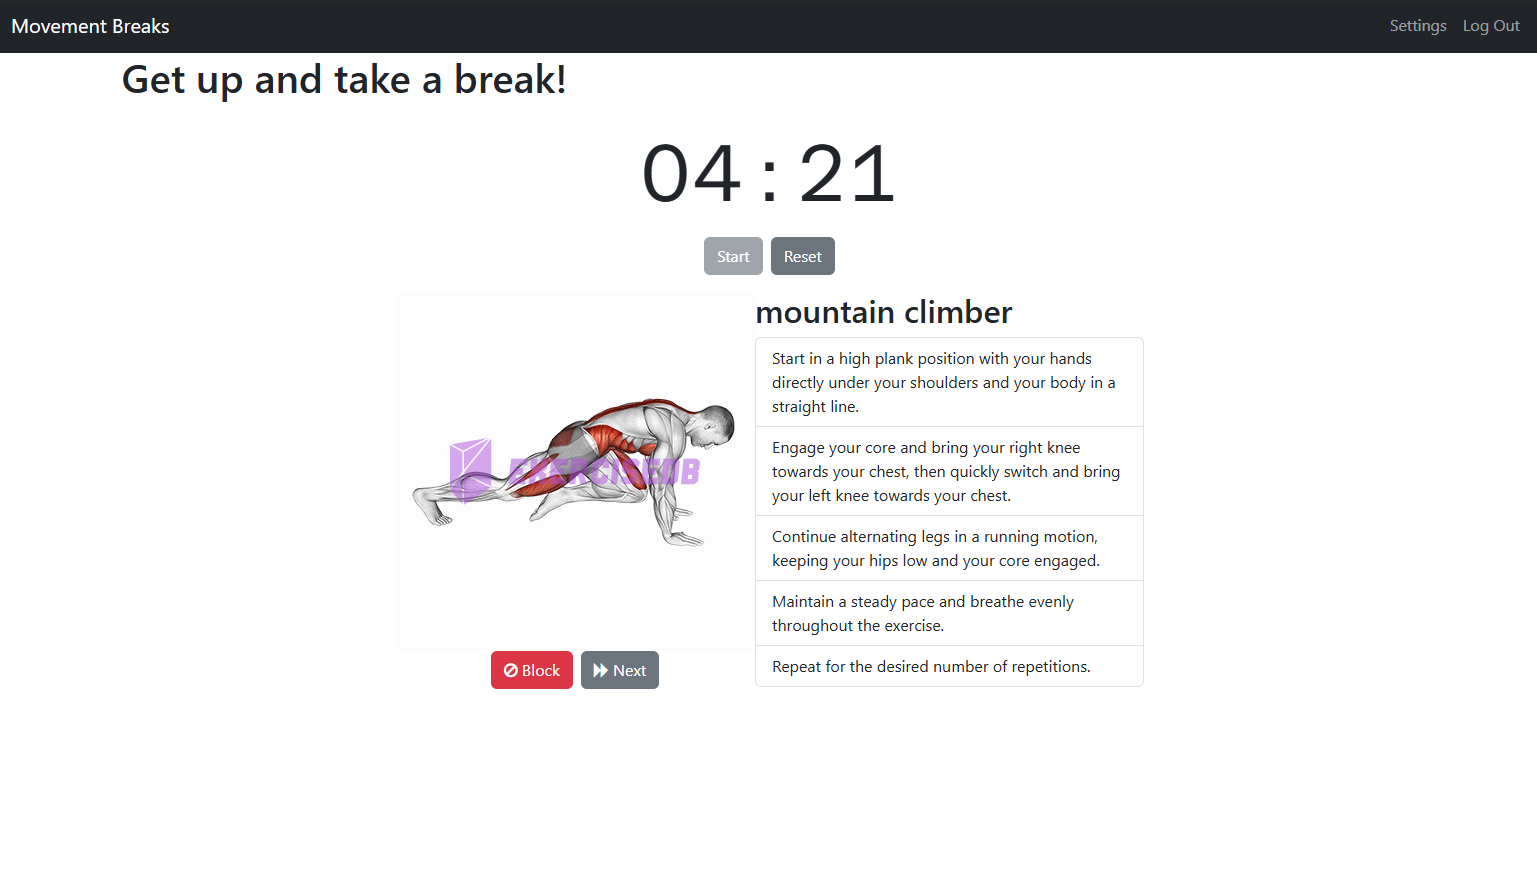 Movement Breaks
Settings
Log Out
Get up and take a break!
04:21
Start
Reset
mountain climber
Start in a high plank position with your hands
directly under your shoulders and your body in a
straight line.
Engage your core and bring your right knee
towards your chest, then quickly switch and bring
your left knee towards your chest.
Continue alternating legs in a running motion,
keeping your hips low and your core engaged.
Maintain a steady pace and breathe evenly
throughout the exercise.
Repeat for the desired number of repetitions.
EXERCISEDB
Block
Next